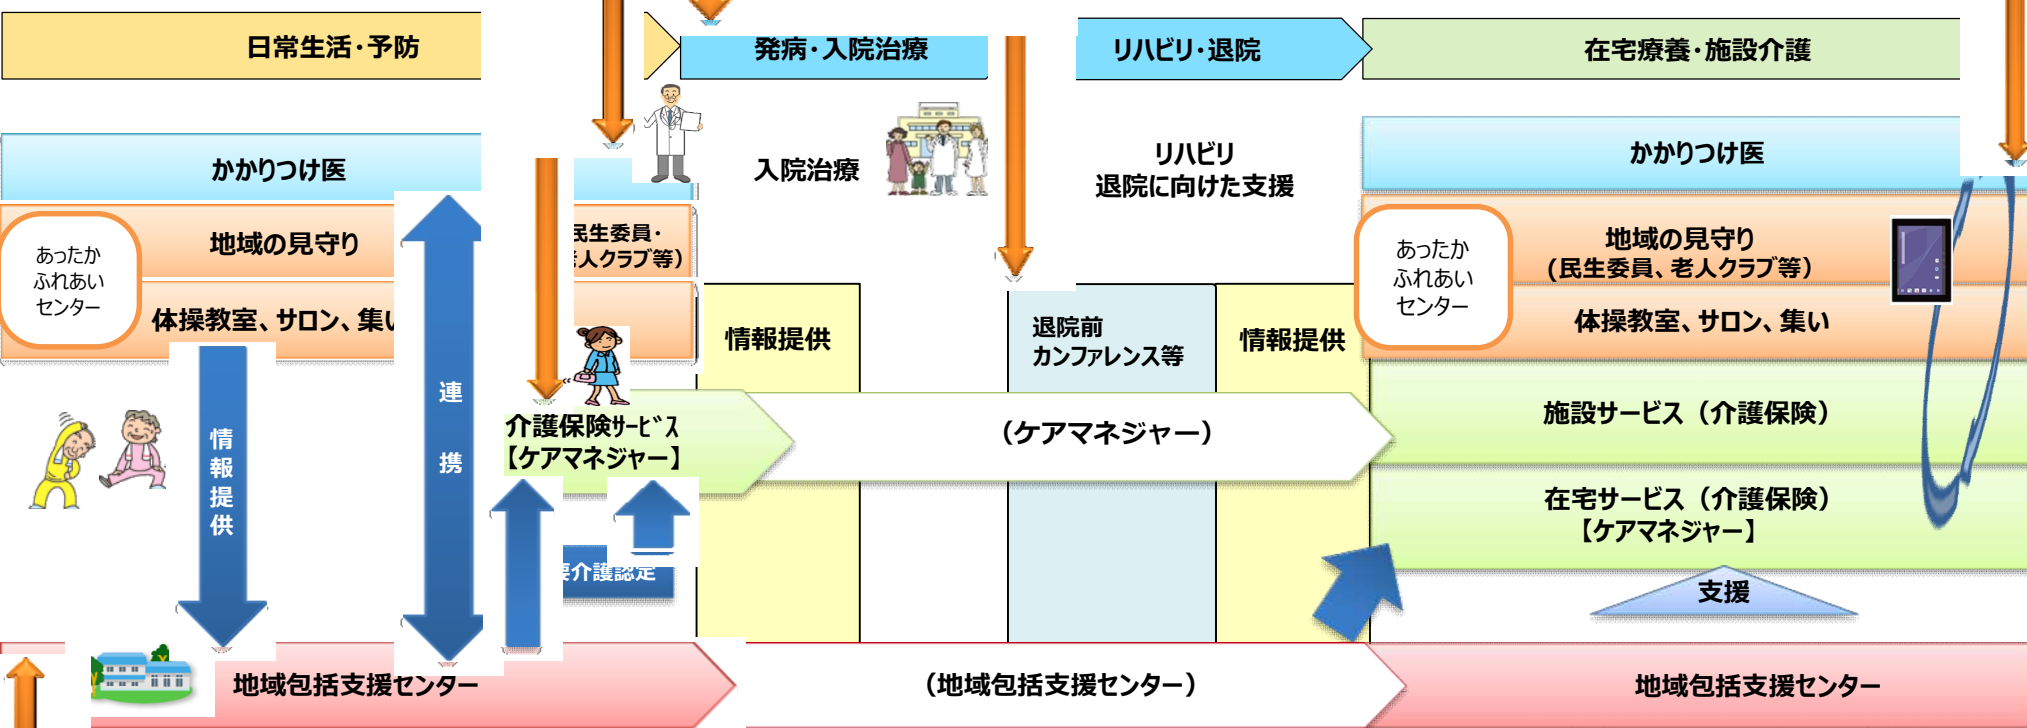 日常生活・予防
発病・入院治療
リハビリ・退院
在宅療養・施設介護
かかりつけ医
入院治療
リハビリ
退院に向けた支援
かかりつけ医
あったか
ふれあい
センター
地域の見守り
民生委員・
人クラブ等)
体操教室、サロン、集い
あったか
ふれあい
センター
地域の見守り
(民生委員、老人クラブ等)
体操教室、サロン、集い
情報提供
連携
介護保険サービス
【ケアマネジャー】
情報提供
退院前
カンファレンス等
情報提供
(ケアマネジャー)
施設サービス(介護保険)
在宅サービス(介護保険)
【ケアマネジャー】
要介護認定
支援
地域包括支援センター
(地域包括支援センター)
地域包括支援センター